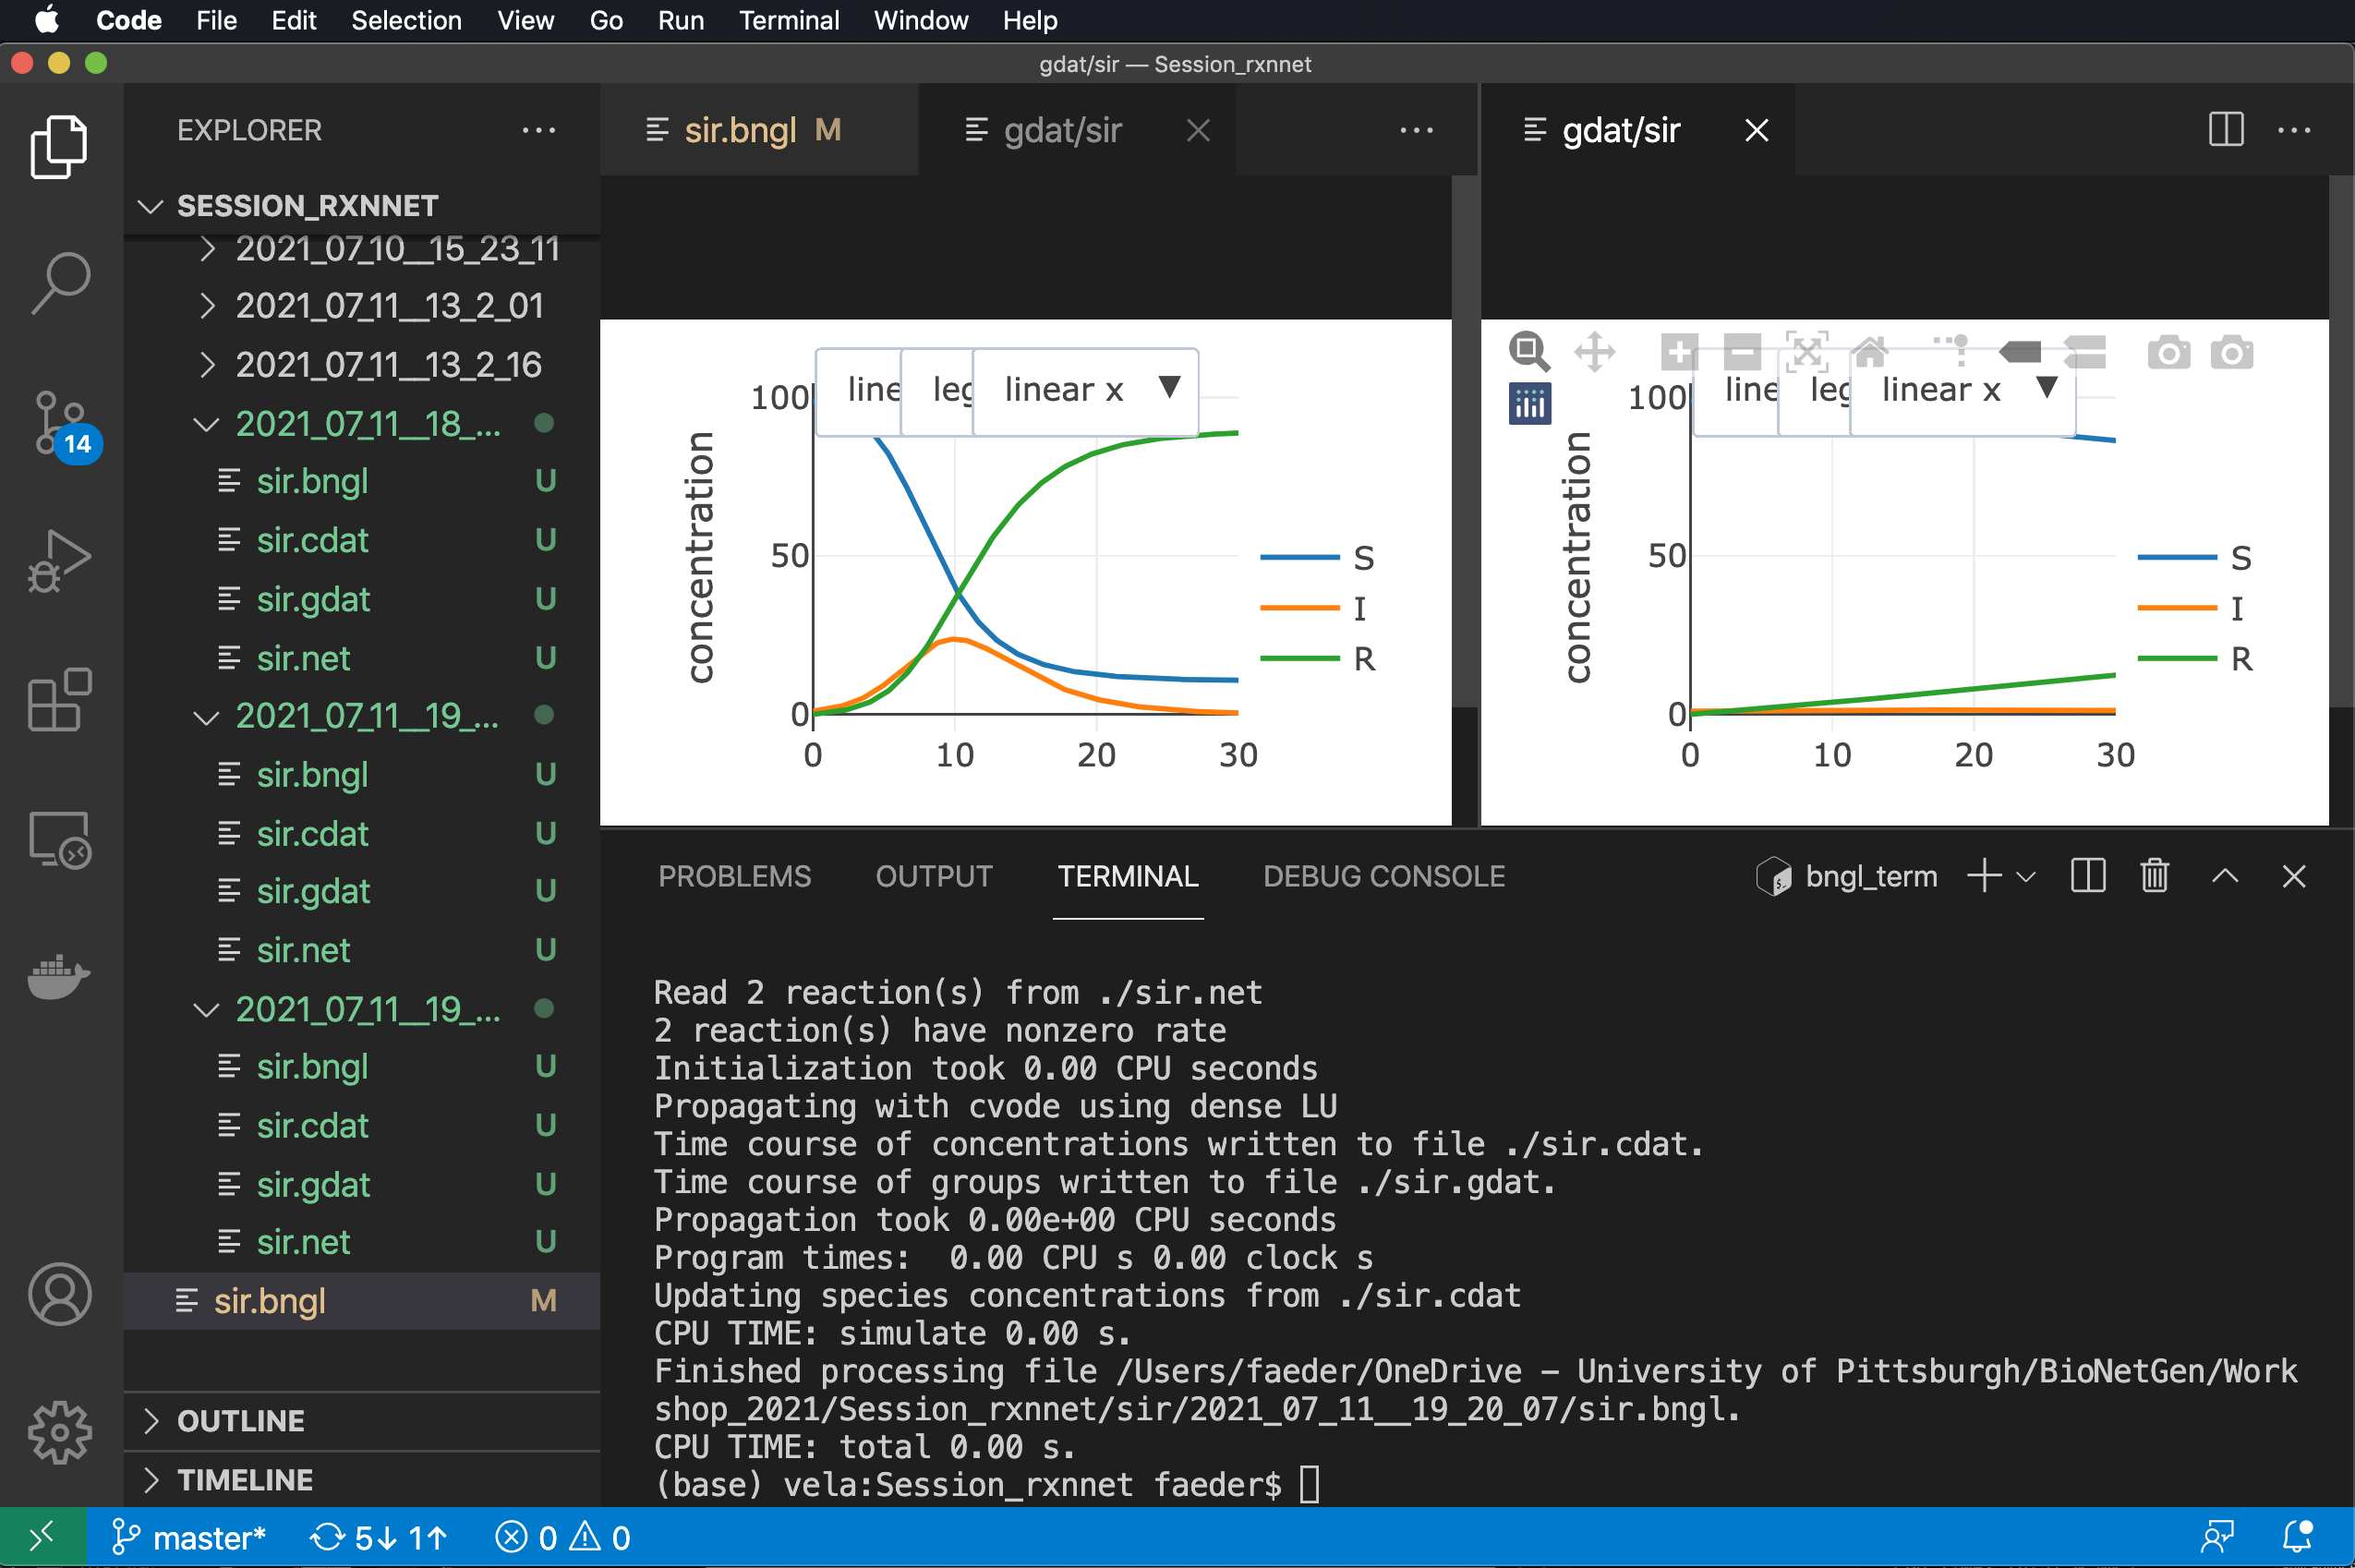 Code File Edit Selection View Go Run Terminal Window Help
gdat/sir — Session_rxnnet
EXPLORER
SESSION_RXNNET
2021_07_10__15_23_11
2021_07_11__13_2_01
2021_07_11__13_2_16
2021_07_11__18_...
sir.bngl U
sir.cdat U
sir.gdat U
sir.net U
2021_07_11__19_...
sir.bngl U
sir.cdat U
sir.gdat U
sir.net U
2021_07_11__19_...
sir.bngl U
sir.cdat U
sir.gdat U
sir.net U
sir.bngl M
OUTLINE
TIMELINE
14
sir.bngl M
gdat/sir
line leg linear x ▼
concentration
100
50
0
0 10 20 30
S
I
R
gdat/sir
line leg linear x ▼
concentration
100
50
0
0 10 20 30
S
I
R
PROBLEMS OUTPUT TERMINAL DEBUG CONSOLE bngl_term
Read 2 reaction(s) from ./sir.net
2 reaction(s) have nonzero rate
Initialization took 0.00 CPU seconds
Propagating with cvode using dense LU
Time course of concentrations written to file ./sir.cdat.
Time course of groups written to file ./sir.gdat.
Propagation took 0.00e+00 CPU seconds
Program times:  0.00 CPU s 0.00 clock s
Updating species concentrations from ./sir.cdat
CPU TIME: simulate 0.00 s.
Finished processing file /Users/faeder/OneDrive – University of Pittsburgh/BioNetGen/Work
shop_2021/Session_rxnnet/sir/2021_07_11__19_20_07/sir.bngl.
CPU TIME: total 0.00 s.
(base) vela:Session_rxnnet faeder$
master* 5↓ 1↑ 0 0